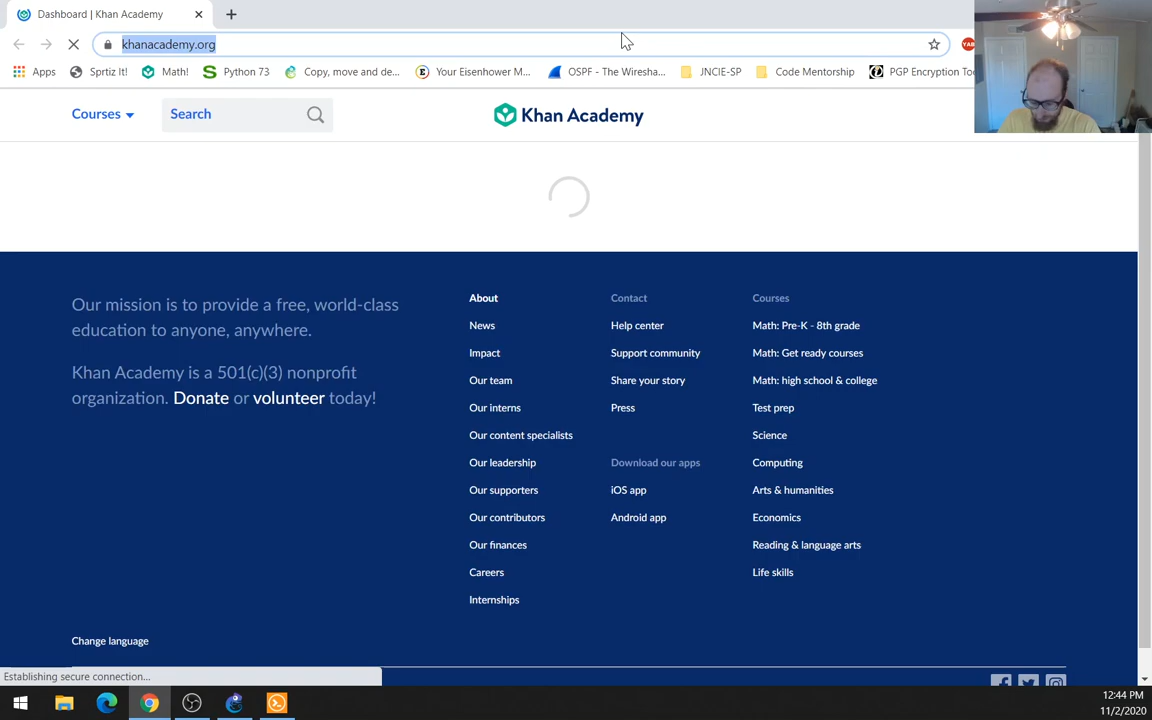 Dashboard | Khan Academy
khanacademy.org
Apps
Sprtiz It!
Math!
Python 73
Copy, move and de...
Your Eisenhower M...
OSPF - The Wiresha...
JNCIE-SP
Code Mentorship
PGP Encryption Too
Courses
Search
Khan Academy
Our mission is to provide a free, world-class
education to anyone, anywhere.
Khan Academy is a 501(c)(3) nonprofit
organization. Donate or volunteer today!
About
News
Impact
Our team
Our interns
Our content specialists
Our leadership
Our supporters
Our contributors
Our finances
Careers
Internships
Contact
Help center
Support community
Share your story
Press
Download our apps
iOS app
Android app
Courses
Math: Pre-K - 8th grade
Math: Get ready courses
Math: high school & college
Test prep
Science
Computing
Arts & humanities
Economics
Reading & language arts
Life skills
Change language
Establishing secure connection...
12:44 PM
11/2/2020